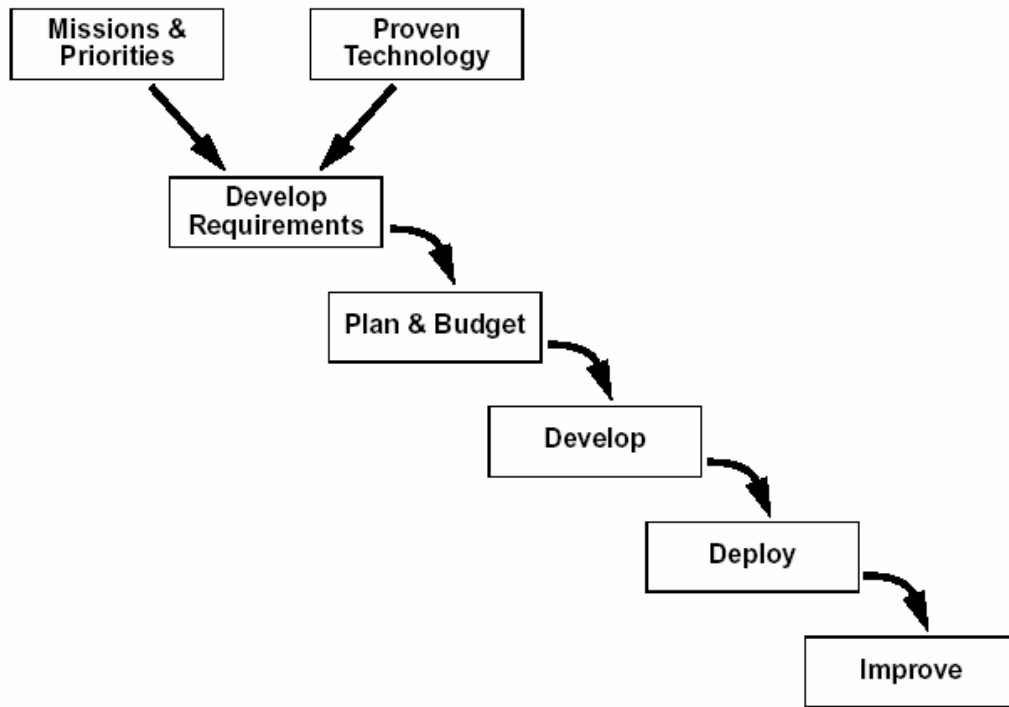 Missions &
Priorities
Proven
Technology
Develop
Requirements
Plan & Budget
Develop
Deploy
Improve